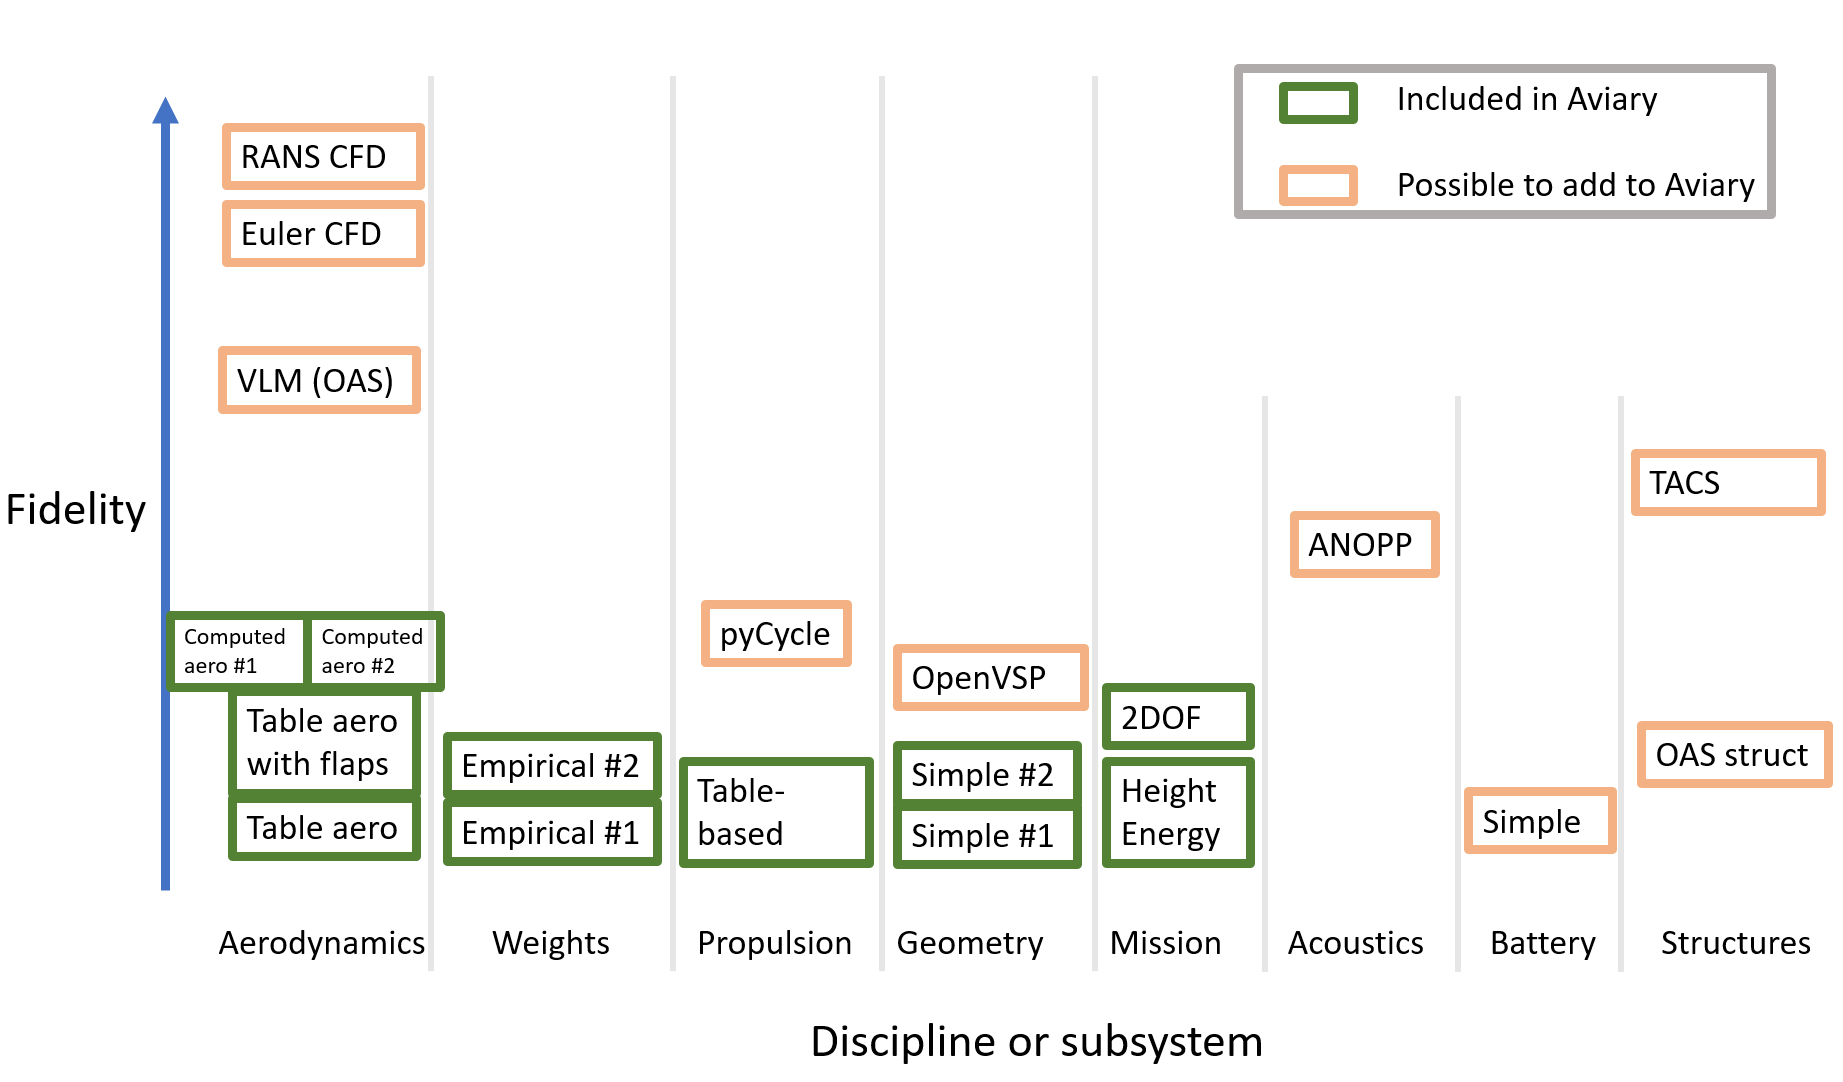 Included in Aviary
Possible to add to Aviary
RANS CFD
Euler CFD
VLM (OAS)
TACS
Fidelity
ANOPP
Computed
aero #1
Computed
aero #2
pyCycle
OpenVSP
Table aero
with flaps
2DOF
OAS struct
Empirical #2
Simple #2
Table-
based
Height
Energy
Table aero
Empirical #1
Simple #1
Simple
Aerodynamics
Weights
Propulsion
Geometry
Mission
Acoustics
Battery
Structures
Discipline or subsystem